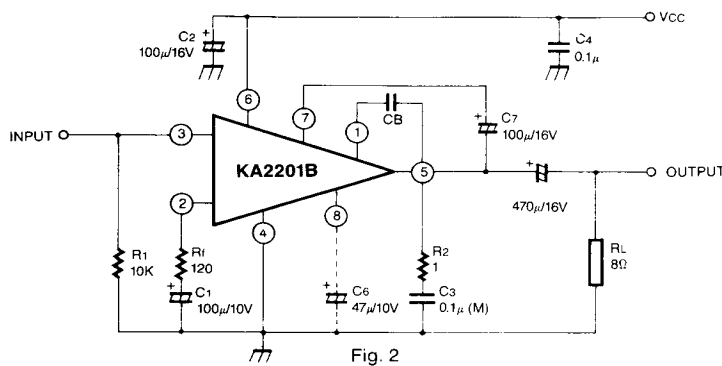 VCC
C2
100µ/16V
C4
0.1µ
6
7
1
CB
C7
100µ/16V
INPUT
3
KA2201B
5
OUTPUT
470µ/16V
2
4
8
R1
10K
Rf
120
C1
100µ/10V
C6
47µ/10V
R2
1
C3
0.1µ (M)
RL
8Ω
Fig. 2